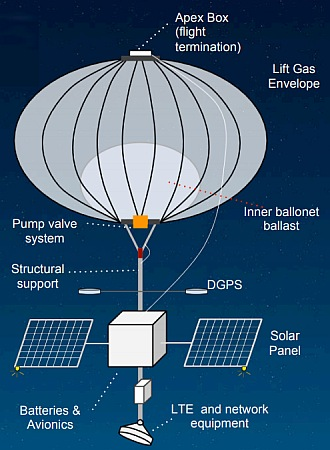 Apex Box
(flight
termination)
Lift Gas
Envelope
Inner ballonet
ballast
Pump valve
system
Structural
support
DGPS
Solar
Panel
Batteries &
Avionics
LTE and network
equipment